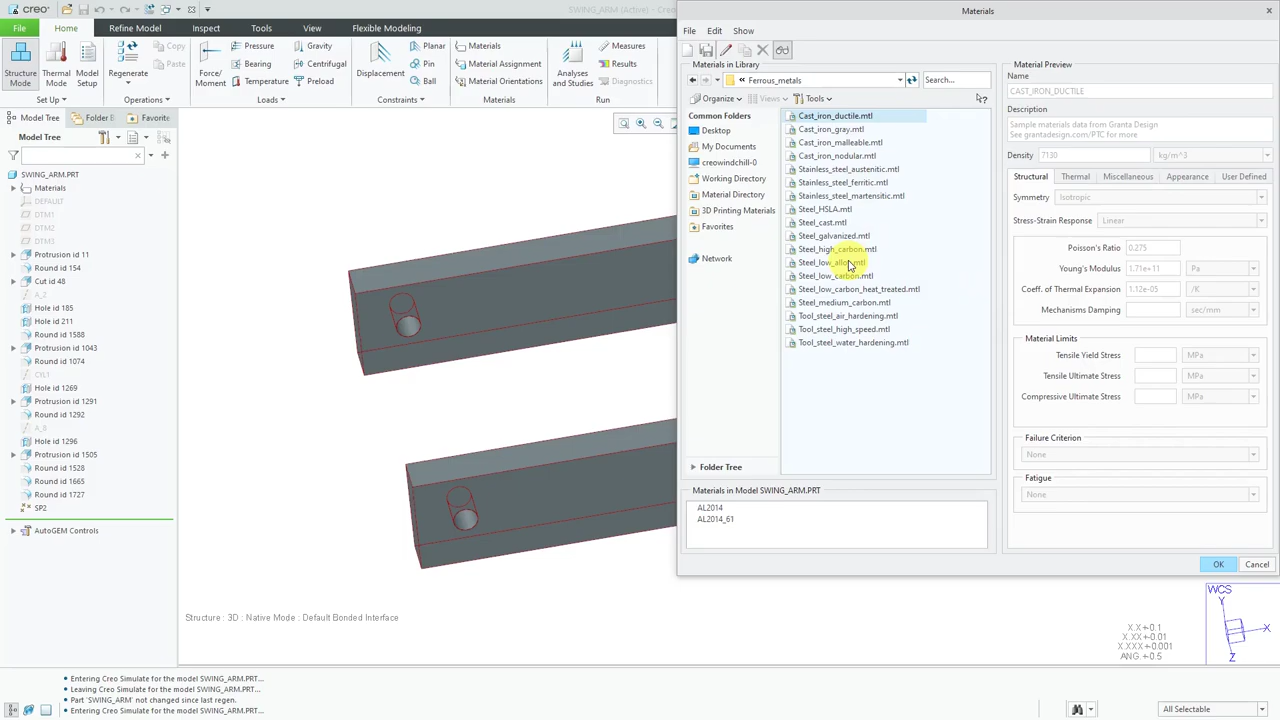 creo
SWING_ARM (Active) - Creo
Materials
File
Home
Refine Model
Inspect
Tools
View
Flexible Modeling
Structure Mode
Thermal Mode
Model Setup
Set Up
Regenerate
Copy
Paste
Operations
Force/ Moment
Pressure
Bearing
Temperature
Gravity
Centrifugal
Preload
Loads
Displacement
Planar
Pin
Ball
Constraints
Materials
Material Assignment
Material Orientations
Materials
Analyses and Studies
Measures
Results
Diagnostics
Run
Model Tree
Folder B
Favorite
Model Tree
SWING_ARM.PRT
Materials
DEFAULT
DTM1
DTM2
DTM3
Protrusion id 11
Round id 154
Cut id 48
A_2
Hole id 185
Hole id 211
Round id 1588
Protrusion id 1043
Round id 1074
CYL1
Hole id 1269
Protrusion id 1291
Round id 1292
A_8
Hole id 1296
Protrusion id 1505
Round id 1528
Round id 1665
Round id 1727
SP2
AutoGEM Controls
File Edit Show
Materials in Library
Ferrous_metals
Search...
Organize Views Tools
Common Folders
Desktop
My Documents
creowindchill-0
Working Directory
Material Directory
3D Printing Materials
Favorites
Network
Folder Tree
Cast_iron_ductile.mtl
Cast_iron_gray.mtl
Cast_iron_malleable.mtl
Cast_iron_nodular.mtl
Stainless_steel_austenitic.mtl
Stainless_steel_ferritic.mtl
Stainless_steel_martensitic.mtl
Steel_HSLA.mtl
Steel_cast.mtl
Steel_galvanized.mtl
Steel_high_carbon.mtl
Steel_low_alloy.mtl
Steel_low_carbon.mtl
Steel_low_carbon_heat_treated.mtl
Steel_medium_carbon.mtl
Tool_steel_air_hardening.mtl
Tool_steel_high_speed.mtl
Tool_steel_water_hardening.mtl
Materials in Model SWING_ARM.PRT
AL2014
AL2014_61
Material Preview
Name
CAST_IRON_DUCTILE
Description
Sample materials data from Granta Design
See grantadesign.com/PTC for more
Density 7130 kg/m^3
Structural Thermal Miscellaneous Appearance User Defined
Symmetry Isotropic
Stress-Strain Response Linear
Poisson's Ratio 0.275
Young's Modulus 1.71e+11 Pa
Coeff. of Thermal Expansion 1.12e-05 /K
Mechanisms Damping sec/mm
Material Limits
Tensile Yield Stress MPa
Tensile Ultimate Stress MPa
Compressive Ultimate Stress MPa
Failure Criterion
None
Fatigue
None
OK Cancel
Structure : 3D : Native Mode : Default Bonded Interface
WCS
Y
X
Z
X.X+-0.1
X.XX+-0.01
X.XXX+-0.001
ANG.+-0.5
Entering Creo Simulate for the model SWING_ARM.PRT...
Leaving Creo Simulate for the model SWING_ARM.PRT...
Part 'SWING_ARM' not changed since last regen.
Entering Creo Simulate for the model SWING_ARM.PRT...
All Selectable